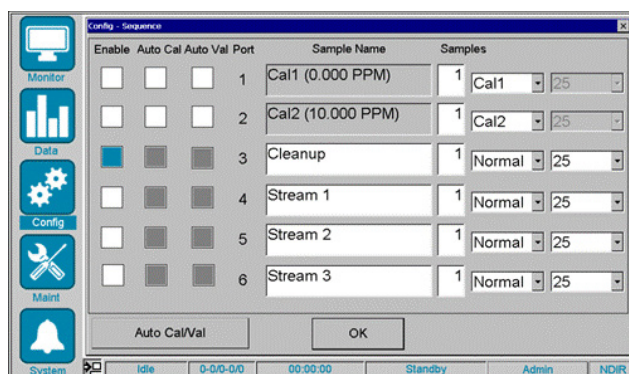 Config - Sequence
Enable Auto Cal Auto Val Port Sample Name Samples
Monitor
1 Cal1 (0.000 PPM) 1 Cal1 25
2 Cal2 (10.000 PPM) 1 Cal2 25
Data
3 Cleanup 1 Normal 25
4 Stream 1 1 Normal 25
Config
5 Stream 2 1 Normal 25
6 Stream 3 1 Normal 25
Maint
Auto Cal/Val OK
System Idle 0-0/0-0/0 00:00:00 Standby Admin NDIR